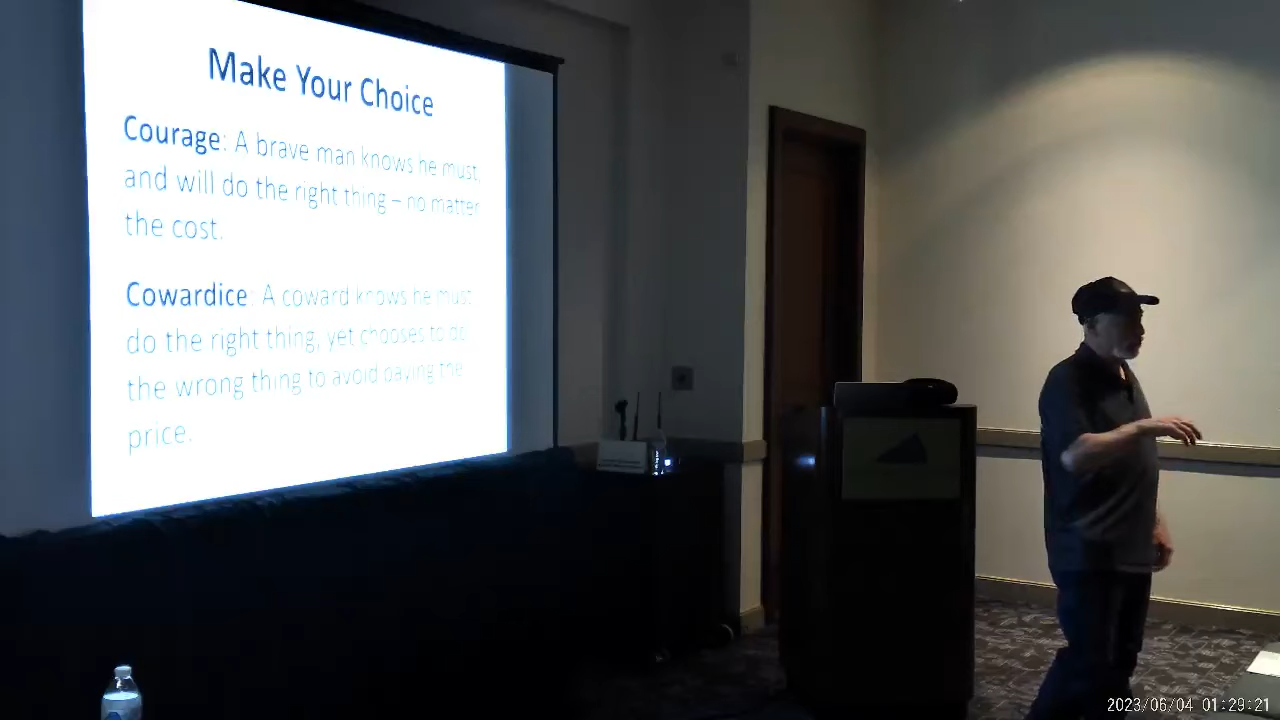 Make Your Choice
Courage: A brave man knows he must,
and will do the right thing – no matter
the cost.
Cowardice: A coward knows he must
do the right thing, yet chooses to do
the wrong thing to avoid paying the
price.
2023/06/04 01:29:21